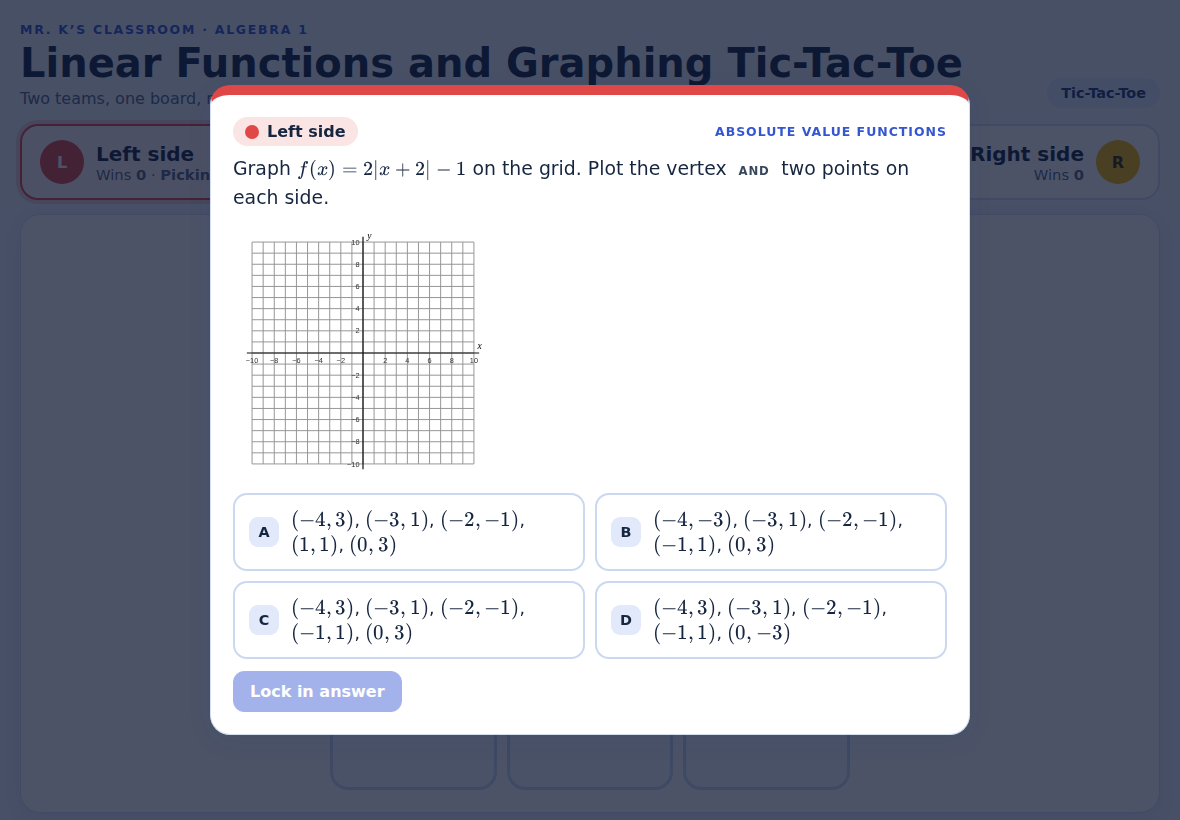 MR. K’S CLASSROOM · ALGEBRA 1
Linear Functions and Graphing Tic-Tac-Toe
Two teams, one board,
Tic-Tac-Toe
L
Left side
Wins 0 ·
Right side
Wins 0
R
Left side
ABSOLUTE VALUE FUNCTIONS
Graph f(x) = 2|x + 2| − 1 on the grid. Plot the vertex AND two points on
each side.
y
10
8
6
4
2
x
−10 −8 −6 −4 −2 2 4 6 8 10
−2
−4
−6
−8
−10
A
(−4, 3), (−3, 1), (−2, −1),
(1, 1), (0, 3)
B
(−4, −3), (−3, 1), (−2, −1),
(−1, 1), (0, 3)
C
(−4, 3), (−3, 1), (−2, −1),
(−1, 1), (0, 3)
D
(−4, 3), (−3, 1), (−2, −1),
(−1, 1), (0, −3)
Lock in answer